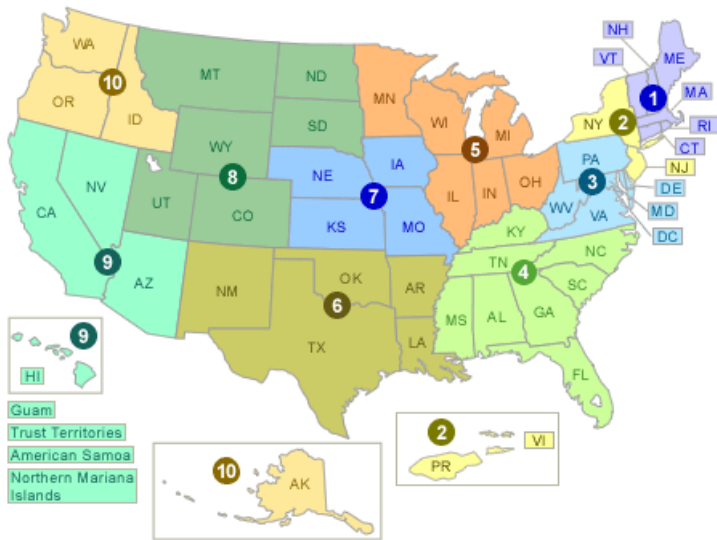 NH
WA
VT
ME
10
MT
ND
MN
OR
1
MA
ID
WI
NY
2
RI
SD
MI
5
CT
WY
PA
NJ
IA
8
NE
3
DE
NV
7
IL
IN
OH
UT
CO
WV
VA
MD
CA
KS
MO
KY
DC
NC
TN
4
9
AZ
OK
NM
AR
SC
6
MS
AL
GA
9
TX
LA
HI
FL
Guam
Trust Territories
2
VI
American Samoa
10
PR
Northern Mariana
Islands
AK